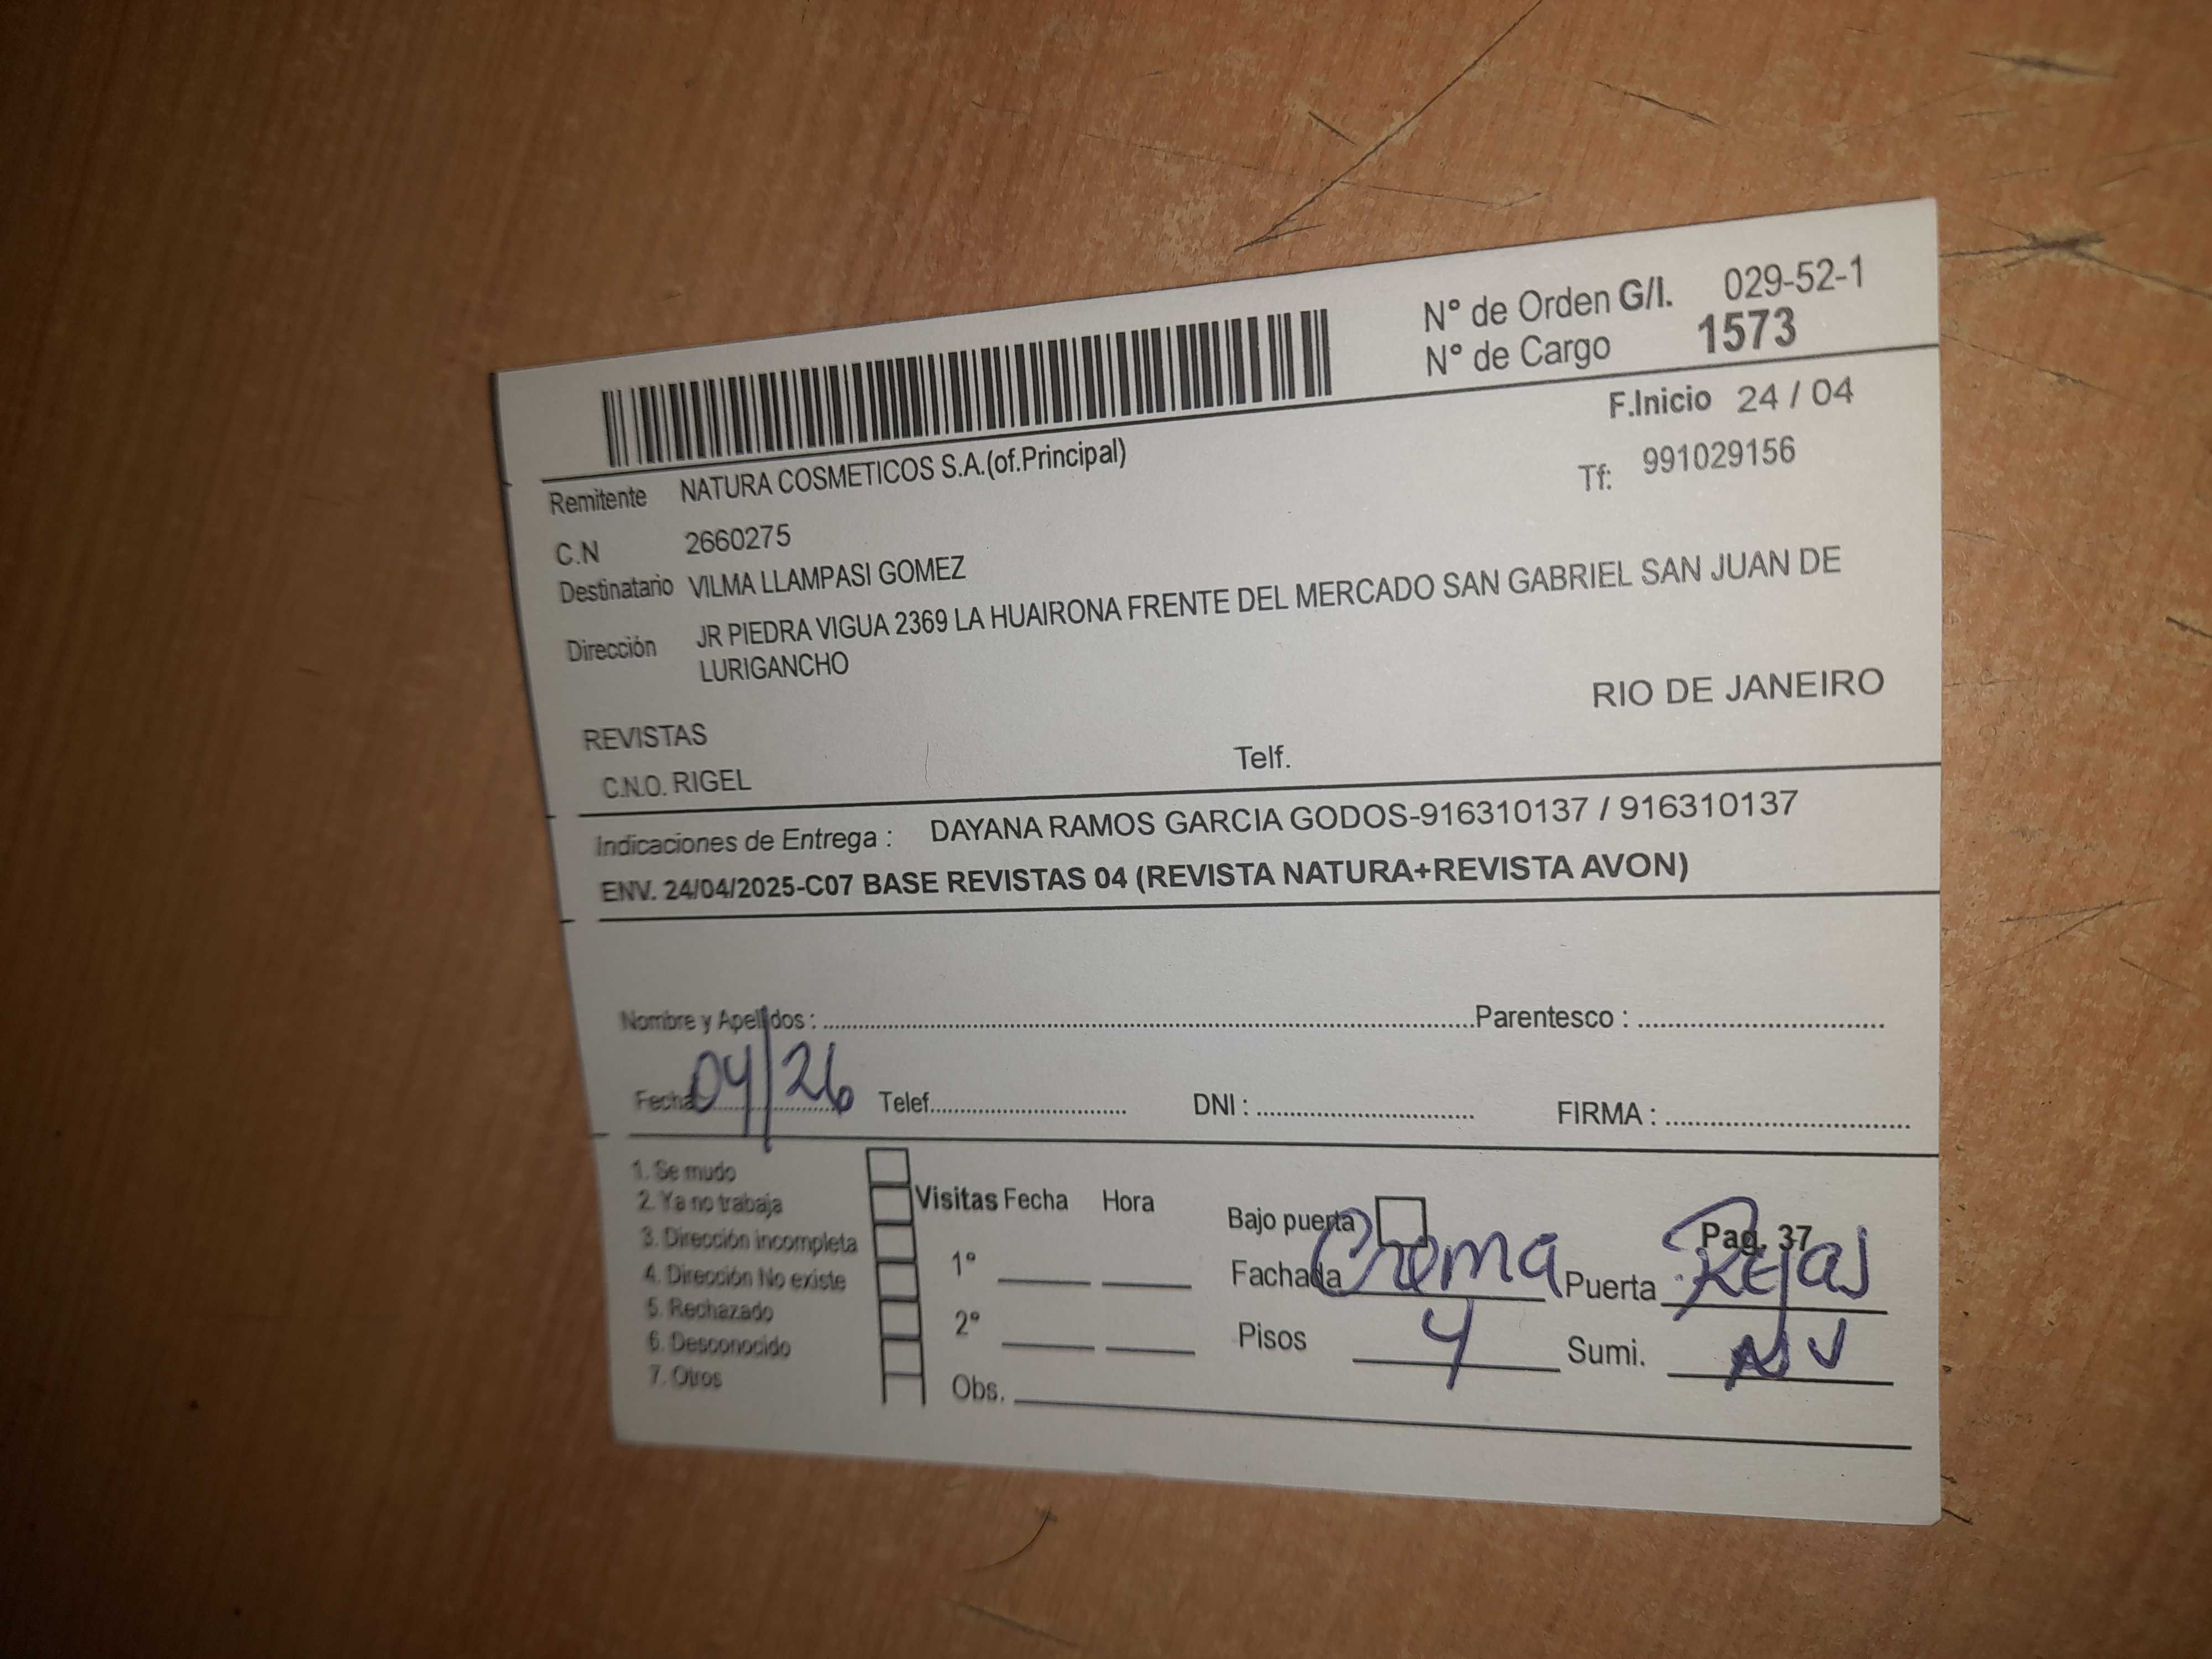 N° de Orden G/I. 029-52-1
N° de Cargo 1573
F.Inicio 24 / 04
Remitente NATURA COSMETICOS S.A.(of.Principal)
Tf: 991029156
C.N 2660275
Destinatario VILMA LLAMPASI GOMEZ
Dirección JR PIEDRA VIGUA 2369 LA HUAIRONA FRENTE DEL MERCADO SAN GABRIEL SAN JUAN DE
LURIGANCHO
RIO DE JANEIRO
REVISTAS
C.N.O. RIGEL Telf.
Indicaciones de Entrega : DAYANA RAMOS GARCIA GODOS-916310137 / 916310137
ENV. 24/04/2025-C07 BASE REVISTAS 04 (REVISTA NATURA+REVISTA AVON)
Nombre y Apellidos : Parentesco :
Fecha 04/26 Telef. DNI : FIRMA :
1. Se mudo
2. Ya no trabaja
3. Dirección incompleta
4. Dirección No existe
5. Rechazado
6. Desconocido
7. Otros
Visitas Fecha Hora
1°
2°
Obs.
Bajo puerta Pag. 37
Fachada Crema Puerta Rejas
Pisos 4 Sumi. NV